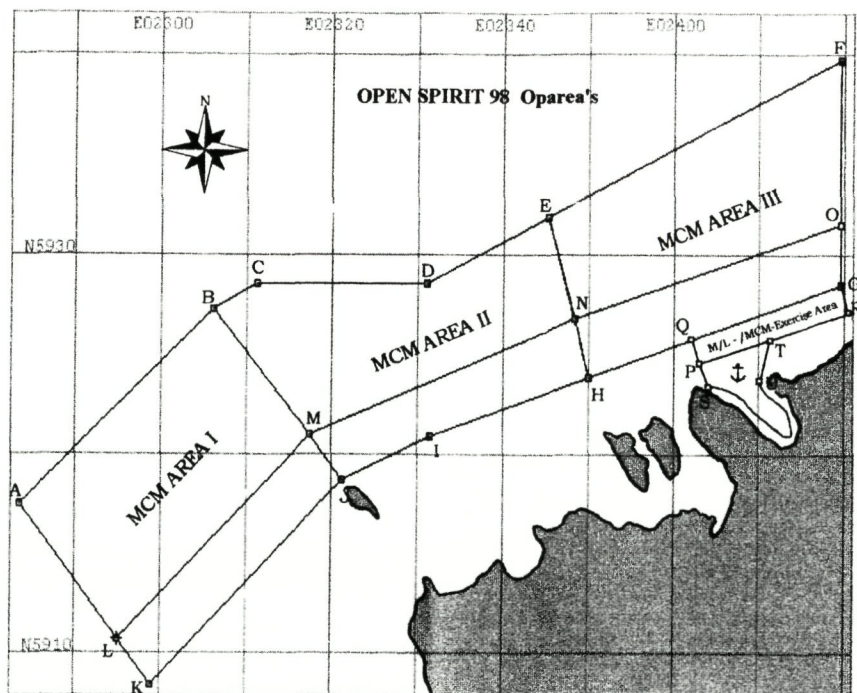 E02300
E02320
E02340
E02400
F
OPEN SPIRIT 98 Oparea's
N
E
MCM AREA III
O
N5930
C
D
B
G
R
MCM AREA II
N
M/L - /MCM-Exercise Area
Q
T
P
H
S
M
I
MCM AREA I
J
A
N5910
L
K